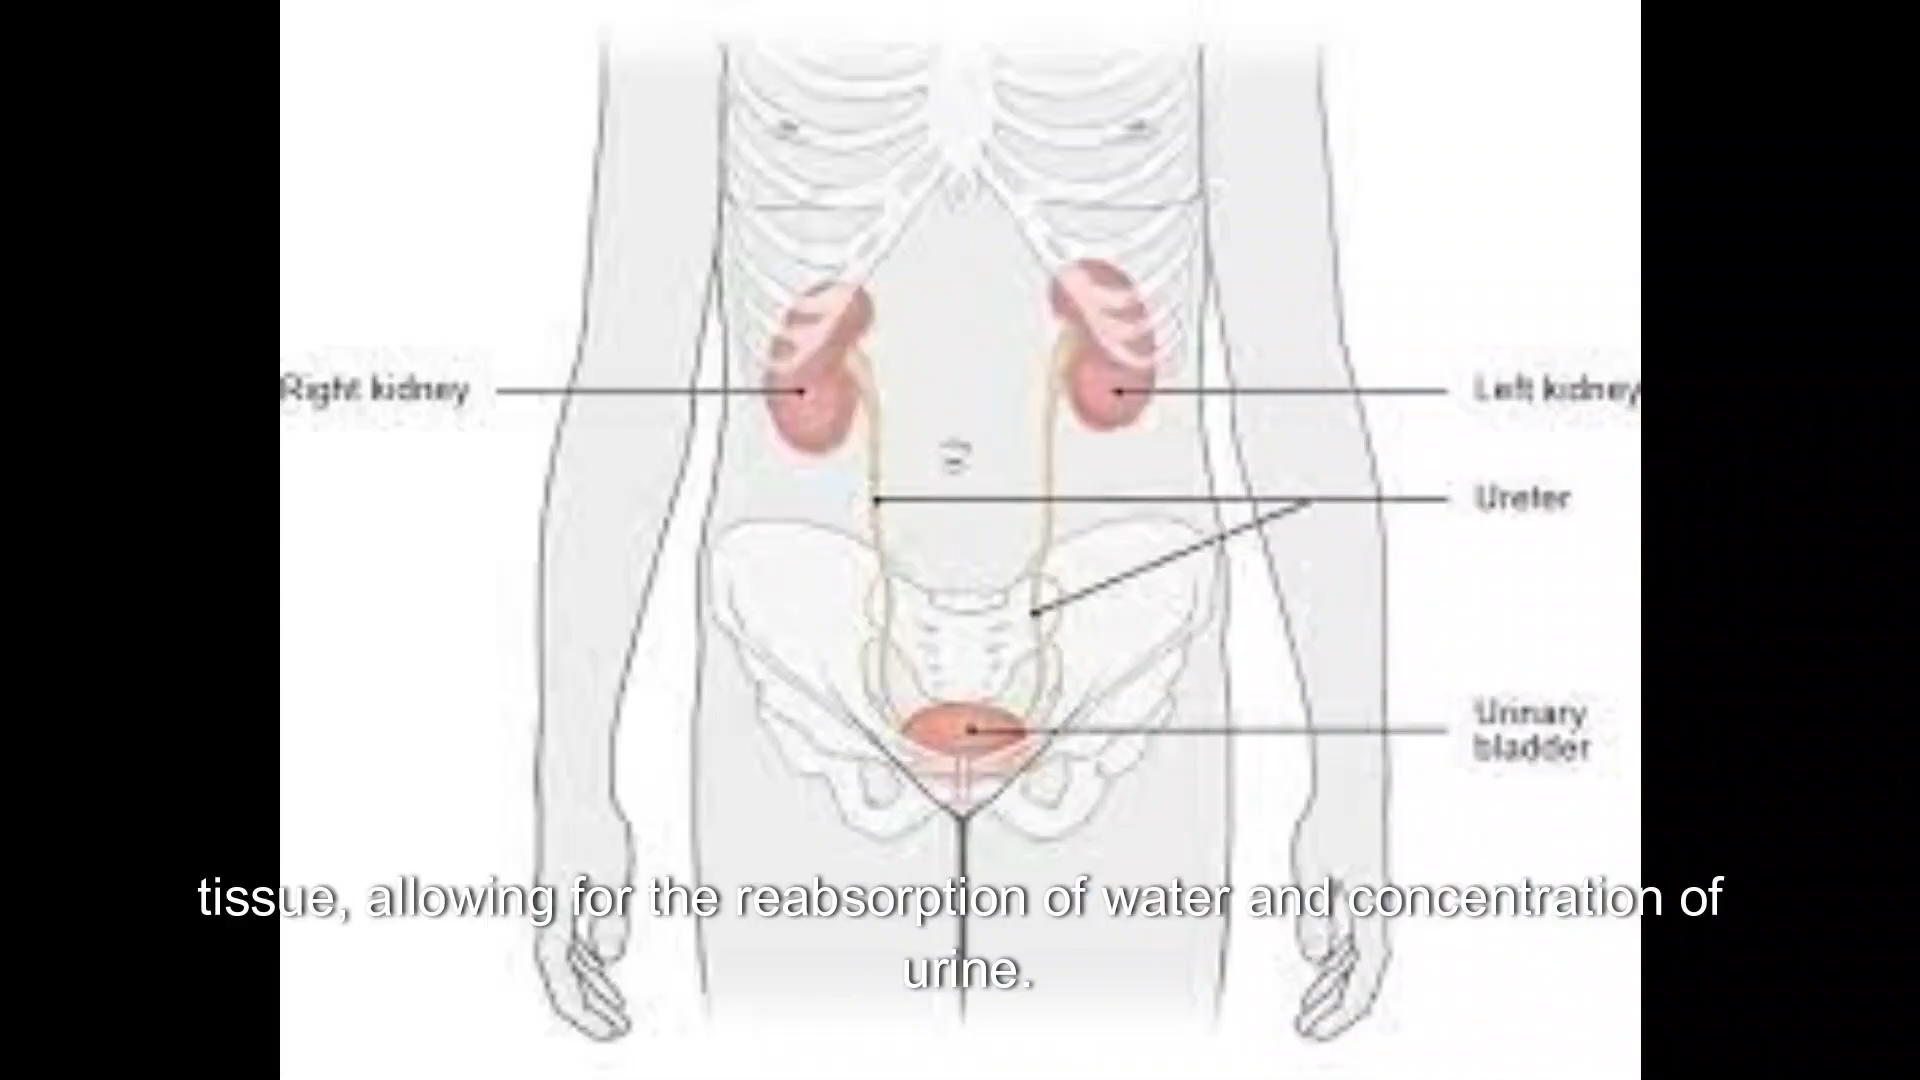 Right kidney
Left kidney
Ureter
Urinary
bladder
tissue, allowing for the reabsorption of water and concentration of
urine.